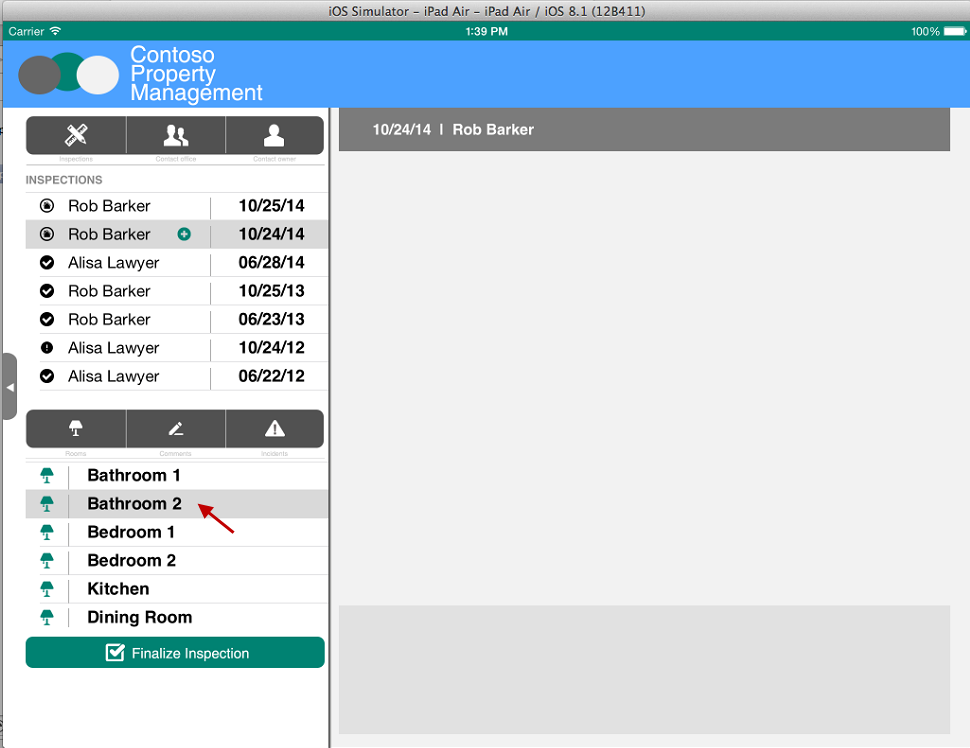 iOS Simulator – iPad Air – iPad Air / iOS 8.1 (12B411)
Carrier 1:39 PM 100%
Contoso
Property
Management
Inspections Contact office Contact owner
10/24/14 | Rob Barker
INSPECTIONS
Rob Barker 10/25/14
Rob Barker 10/24/14
Alisa Lawyer 06/28/14
Rob Barker 10/25/13
Rob Barker 06/23/13
Alisa Lawyer 10/24/12
Alisa Lawyer 06/22/12
Rooms Comments Incidents
Bathroom 1
Bathroom 2
Bedroom 1
Bedroom 2
Kitchen
Dining Room
Finalize Inspection